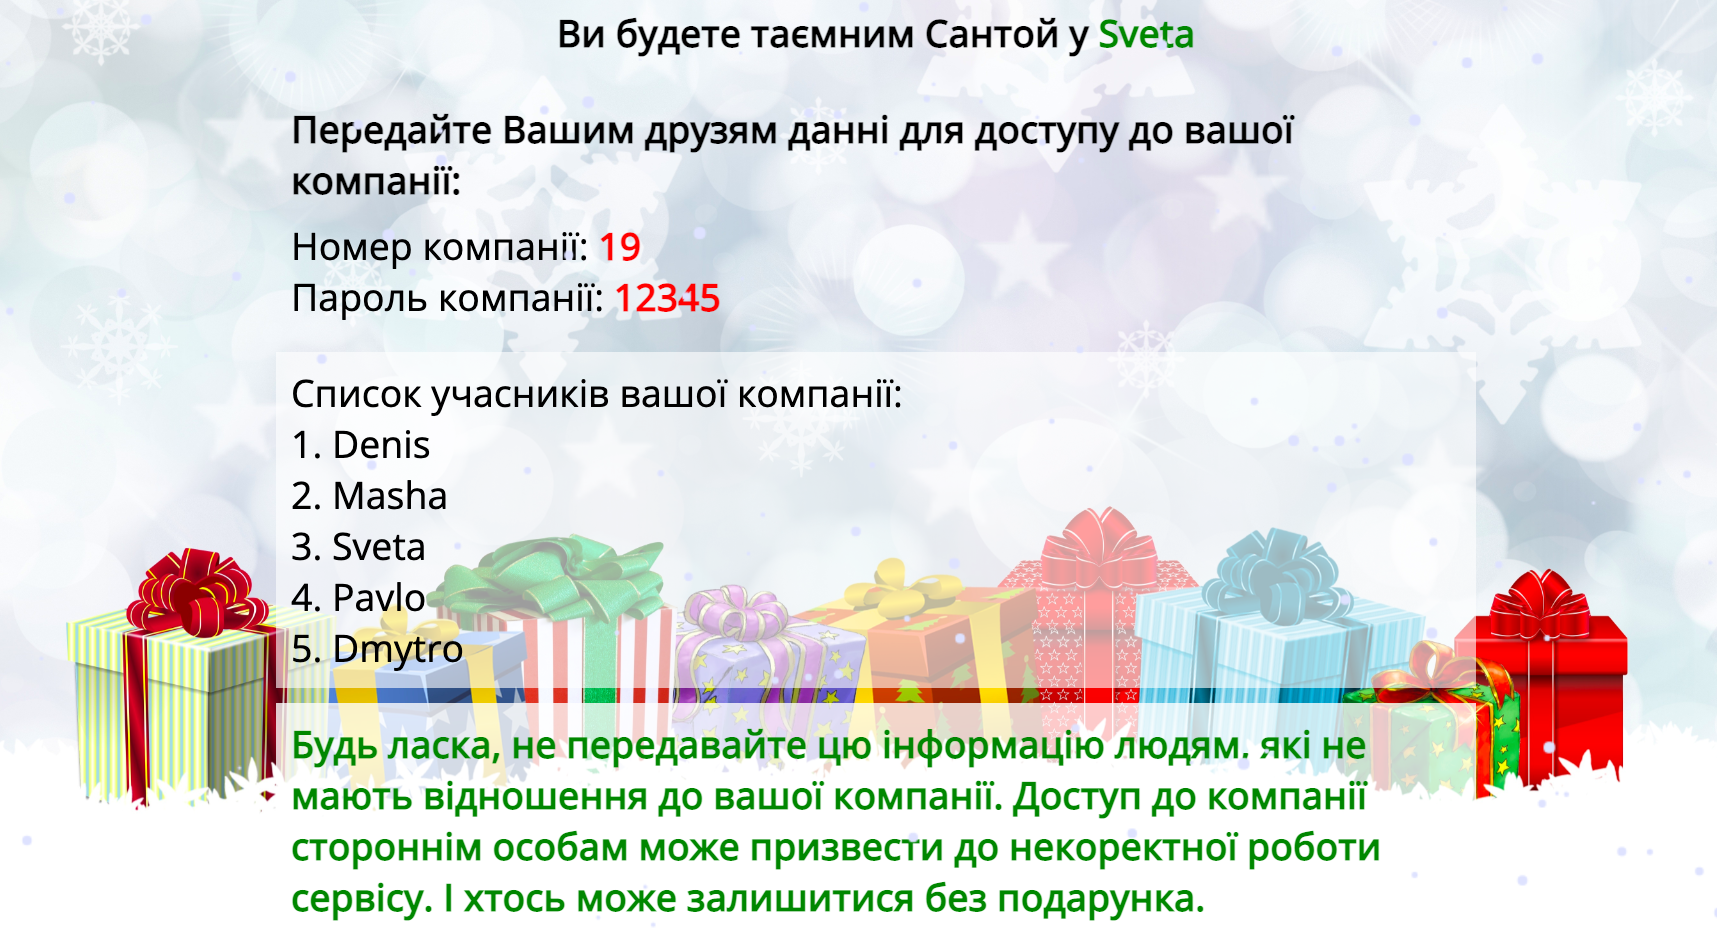 Ви будете таємним Сантой у Sveta
Передайте Вашим друзям данні для доступу до вашої
компанії:
Номер компанії: 19
Пароль компанії: 12345
Список учасників вашої компанії:
1. Denis
2. Masha
3. Sveta
4. Pavlo
5. Dmytro
Будь ласка, не передавайте цю інформацію людям. які не
мають відношення до вашої компанії. Доступ до компанії
стороннім особам може призвести до некоректної роботи
сервісу. І хтось може залишитися без подарунка.